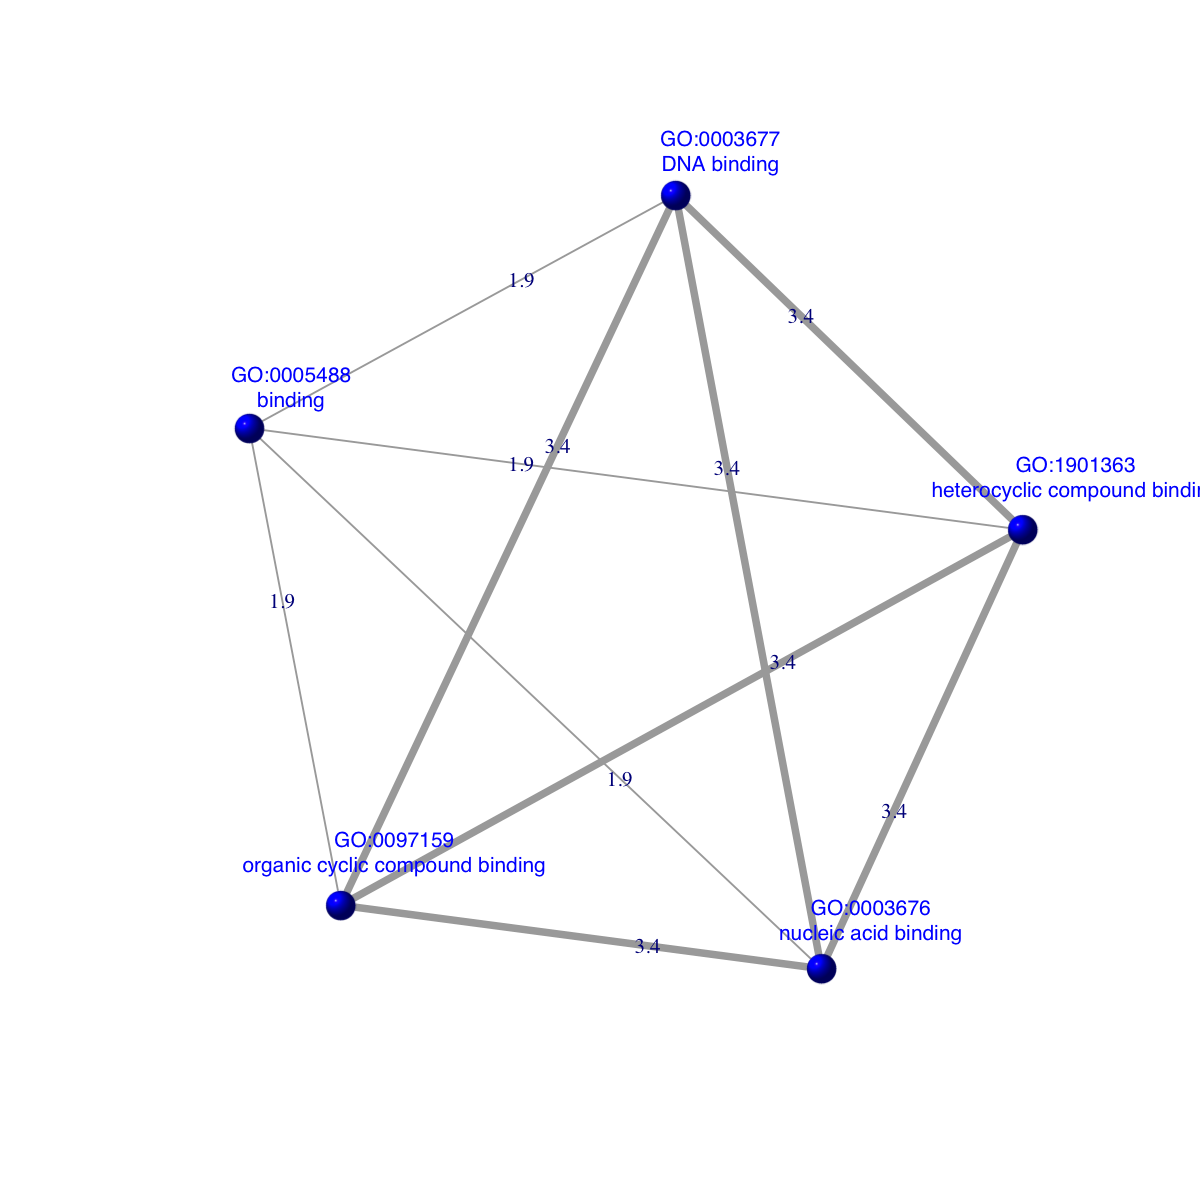 GO:0003677
DNA binding
1.9
3.4
GO:0005488
binding
3.4
1.9
3.4
GO:1901363
heterocyclic compound bindi
1.9
3.4
1.9
3.4
GO:0097159
organic cyclic compound binding
GO:0003676
nucleic acid binding
3.4